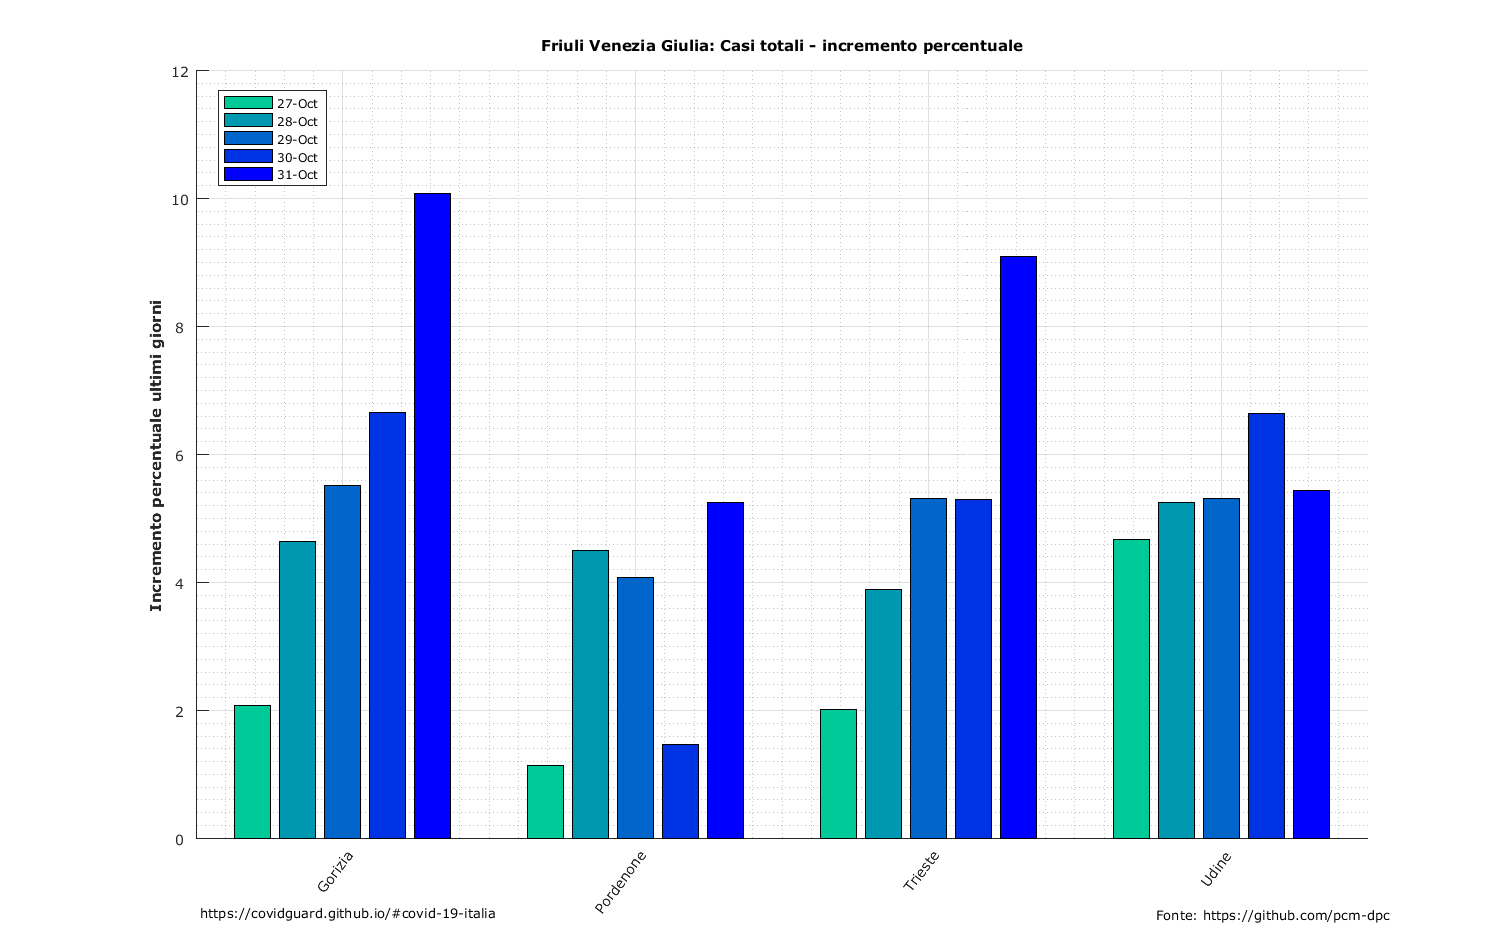 Friuli Venezia Giulia: Casi totali - incremento percentuale
12
10
8
6
4
2
0
Incremento percentuale ultimi giorni
27-Oct
28-Oct
29-Oct
30-Oct
31-Oct
Gorizia
Pordenone
Trieste
Udine
https://covidguard.github.io/#covid-19-italia
Fonte: https://github.com/pcm-dpc